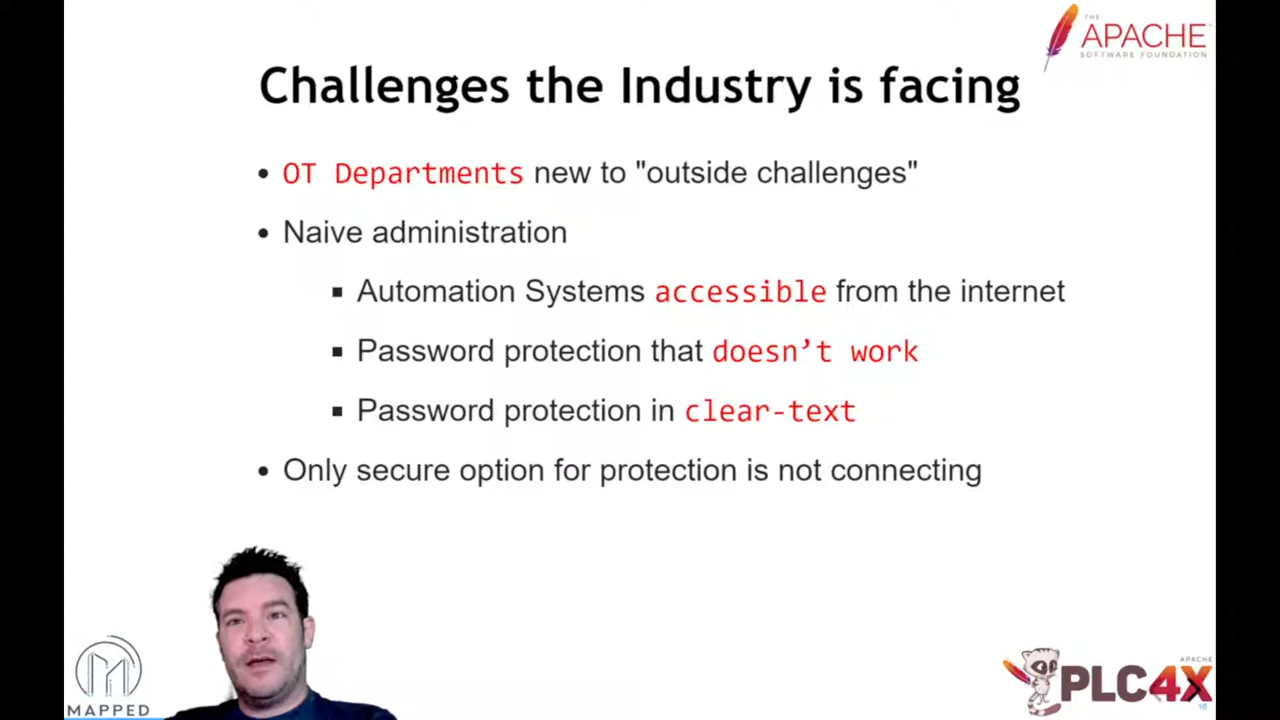 THE
APACHE
SOFTWARE FOUNDATION
Challenges the Industry is facing
• OT Departments new to "outside challenges"
• Naive administration
▪ Automation Systems accessible from the internet
▪ Password protection that doesn’t work
▪ Password protection in clear-text
• Only secure option for protection is not connecting
MAPPED
APACHE
PLC4X
16